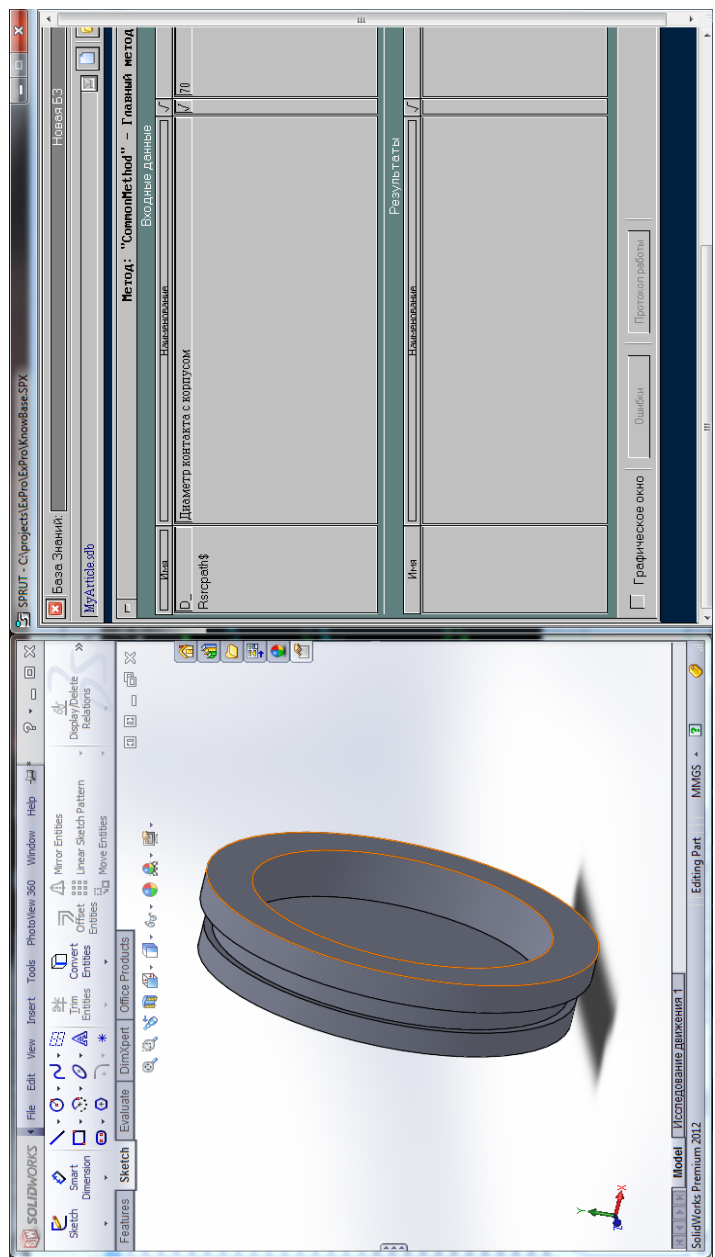 SOLIDWORKS
File Edit View Insert Tools PhotoView 360 Window Help
Sketch
Smart Dimension
Trim Entities
Convert Entities
Offset Entities
Mirror Entities
Linear Sketch Pattern
Move Entities
Display/Delete Relations
Features Sketch Evaluate DimXpert Office Products
Y
X
Z
Model Исследование движения 1
SolidWorks Premium 2012 Editing Part MMGS
SPRUT - C:\projects\ExPro\ExPro\KnowBase.SPX
База Знаний: Новая БЗ
MyArticle.sdb
Метод: "CommonMethod" - Главный метод
Входные данные
Имя Наименование √
D_ Диаметр контакта с корпусом √ 70
Rsrcpath$
Результаты
Имя Наименование √
Графическое окно Ошибки Протокол работы